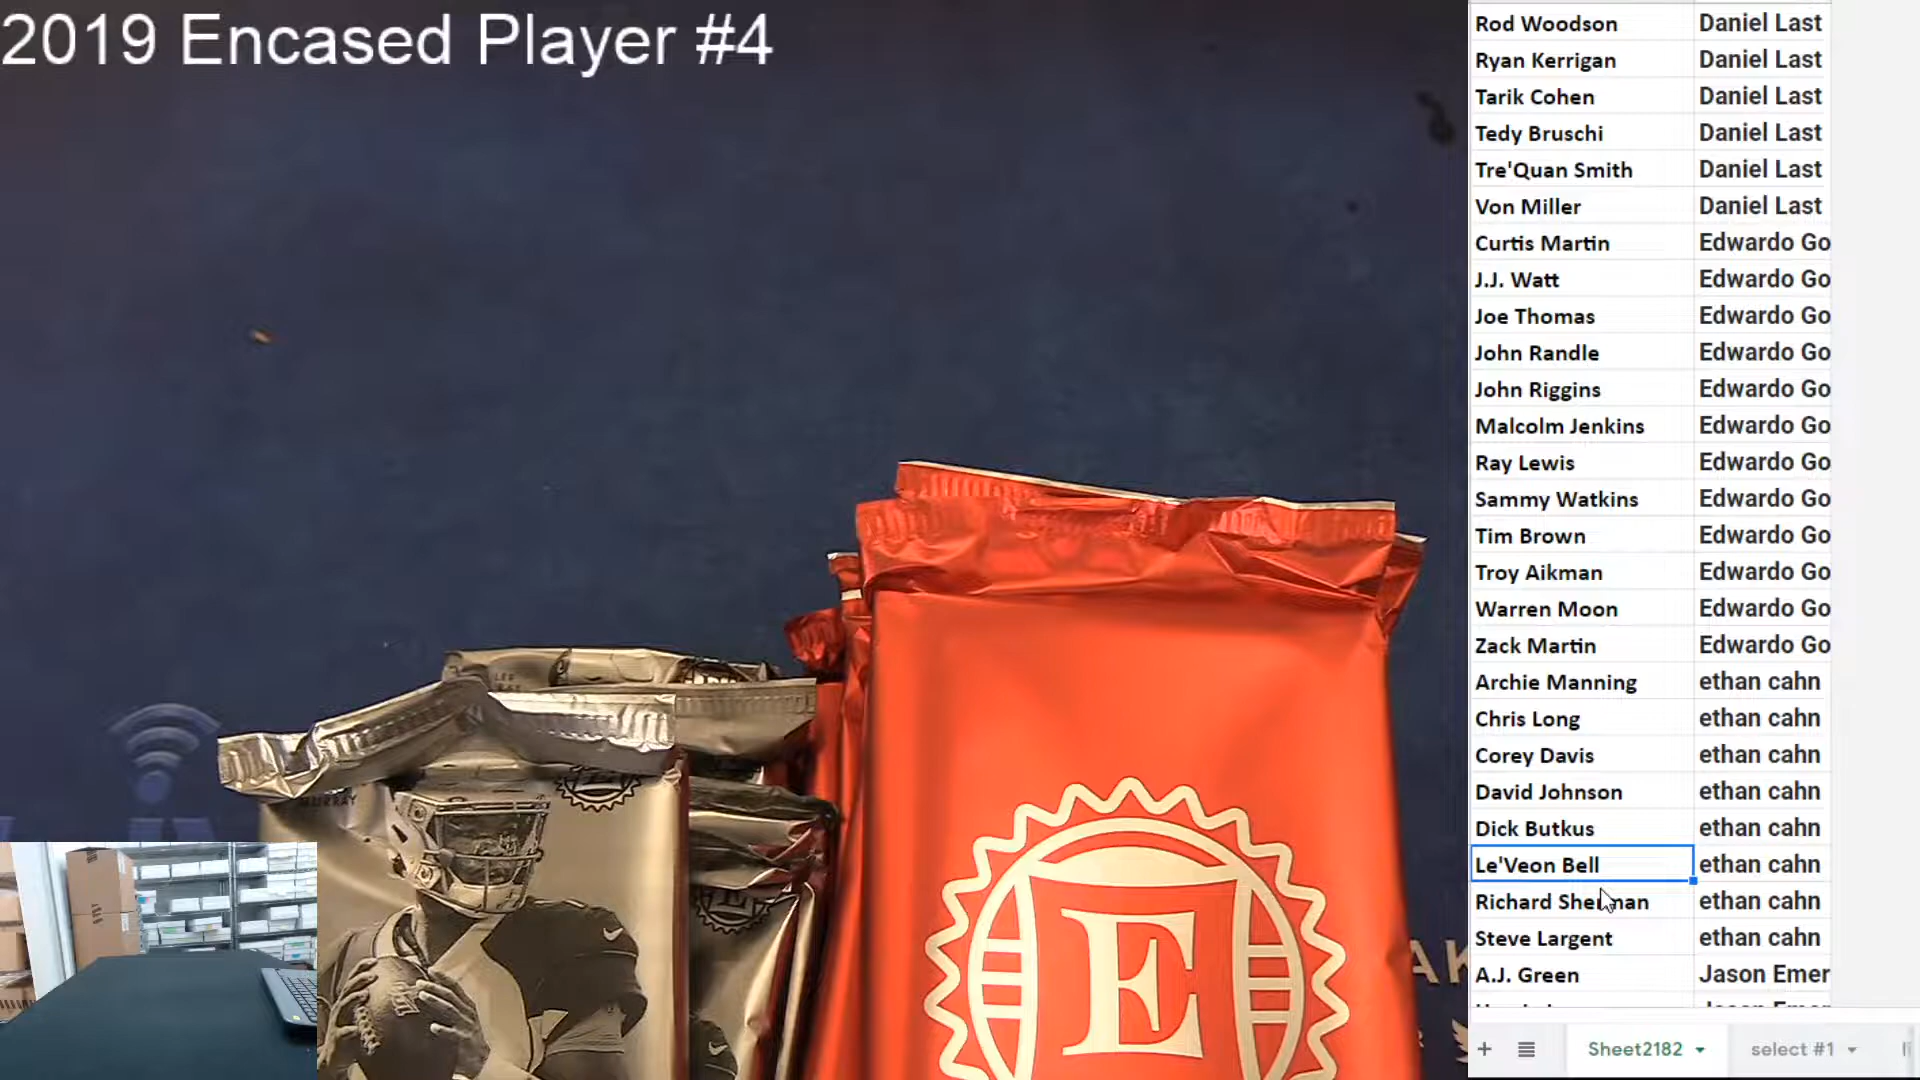 2019 Encased Player #4
Rod Woodson Daniel Last
Ryan Kerrigan Daniel Last
Tarik Cohen Daniel Last
Tedy Bruschi Daniel Last
Tre'Quan Smith Daniel Last
Von Miller Daniel Last
Curtis Martin Edwardo Go
J.J. Watt Edwardo Go
Joe Thomas Edwardo Go
John Randle Edwardo Go
John Riggins Edwardo Go
Malcolm Jenkins Edwardo Go
Ray Lewis Edwardo Go
Sammy Watkins Edwardo Go
Tim Brown Edwardo Go
Troy Aikman Edwardo Go
Warren Moon Edwardo Go
Zack Martin Edwardo Go
Archie Manning ethan cahn
Chris Long ethan cahn
Corey Davis ethan cahn
David Johnson ethan cahn
Dick Butkus ethan cahn
Le'Veon Bell ethan cahn
Richard Sherman ethan cahn
Steve Largent ethan cahn
A.J. Green Jason Emer
Sheet2182 select #1
MURRAY
E
E
AK